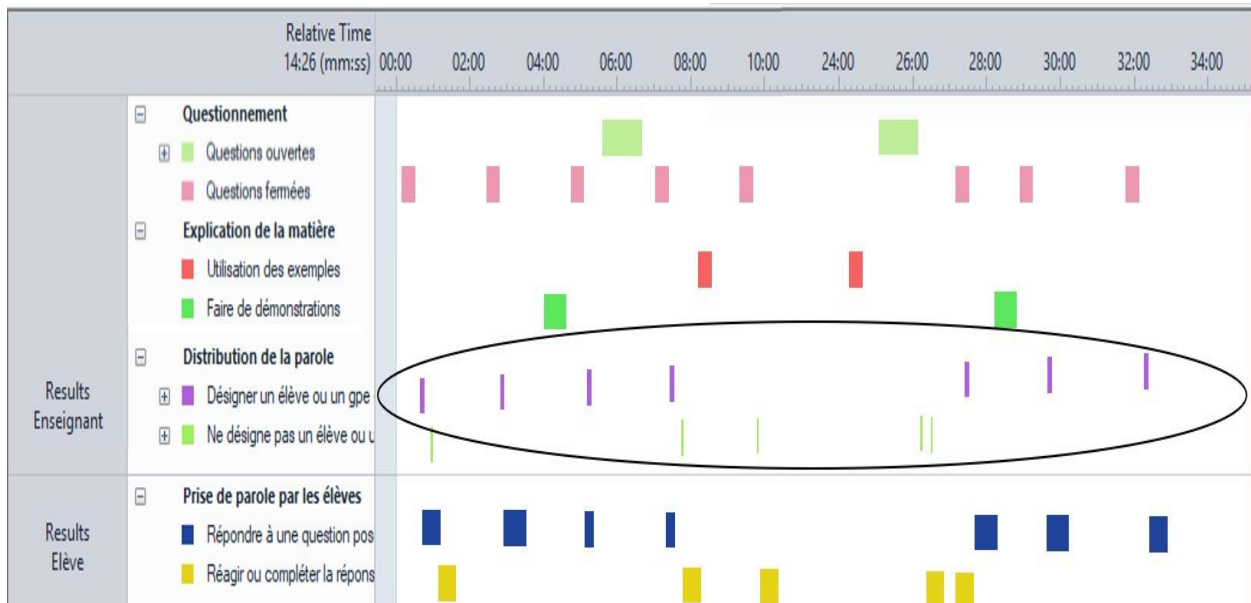 Relative Time
14:26 (mm:ss) 00:00 02:00 04:00 06:00 08:00 10:00 24:00 26:00 28:00 30:00 32:00 34:00
Questionnement
Questions ouvertes
Questions fermées
Explication de la matière
Utilisation des exemples
Faire de démonstrations
Results
Enseignant
Distribution de la parole
Désigner un élève ou un gpe
Ne désigne pas un élève ou u
Results
Elève
Prise de parole par les élèves
Répondre à une question pos
Réagir ou compléter la répons